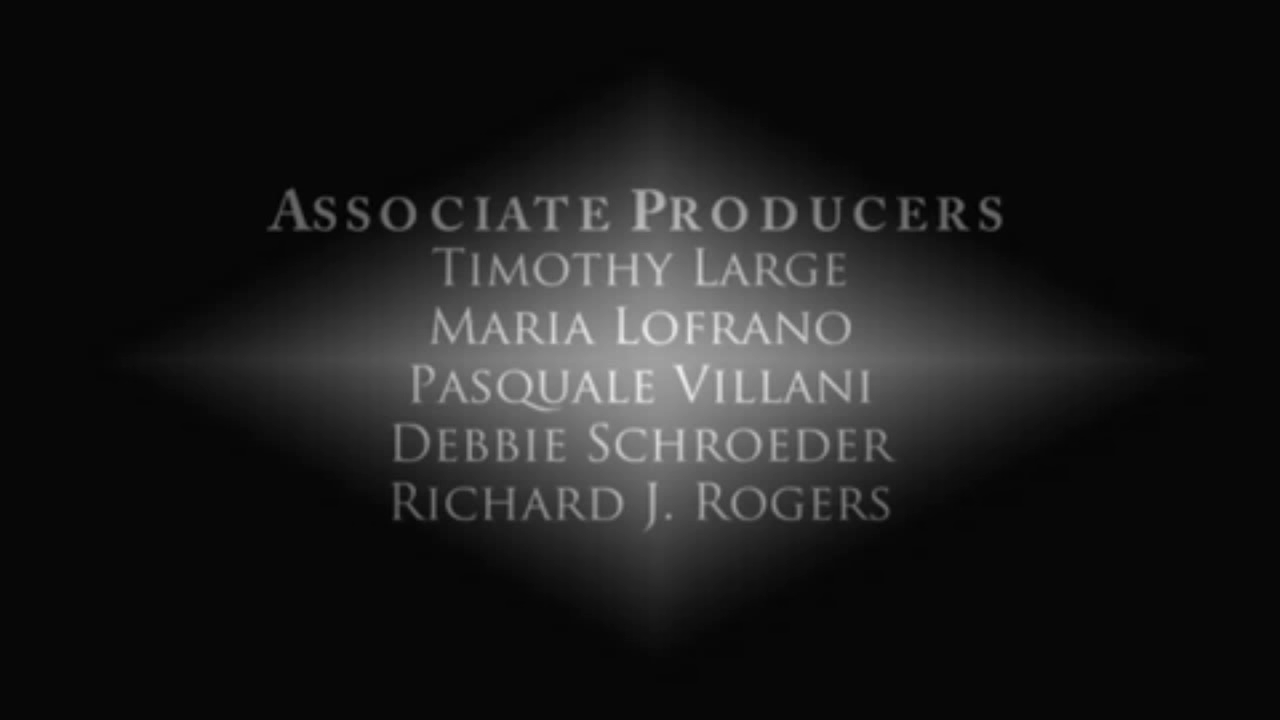 ASSOCIATE PRODUCERS
TIMOTHY LARGE
MARIA LOFRANO
PASQUALE VILLANI
DEBBIE SCHROEDER
RICHARD J. ROGERS